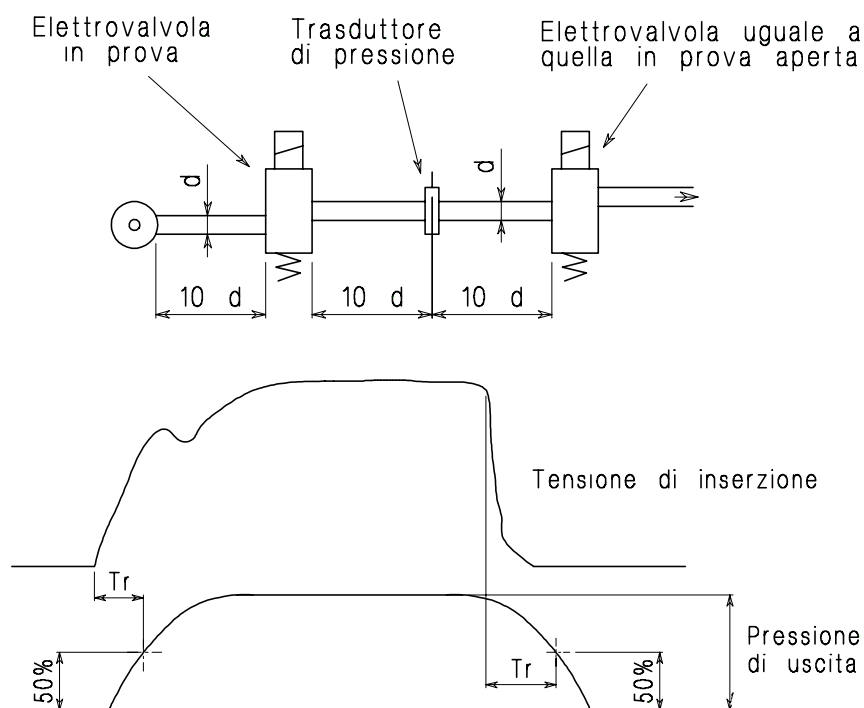 Elettrovalvola
in prova
Trasduttore
di pressione
Elettrovalvola uguale a
quella in prova aperta
d
d
10 d
10 d
10 d
Tensione di inserzione
Tr
50%
Tr
50%
Pressione
di uscita